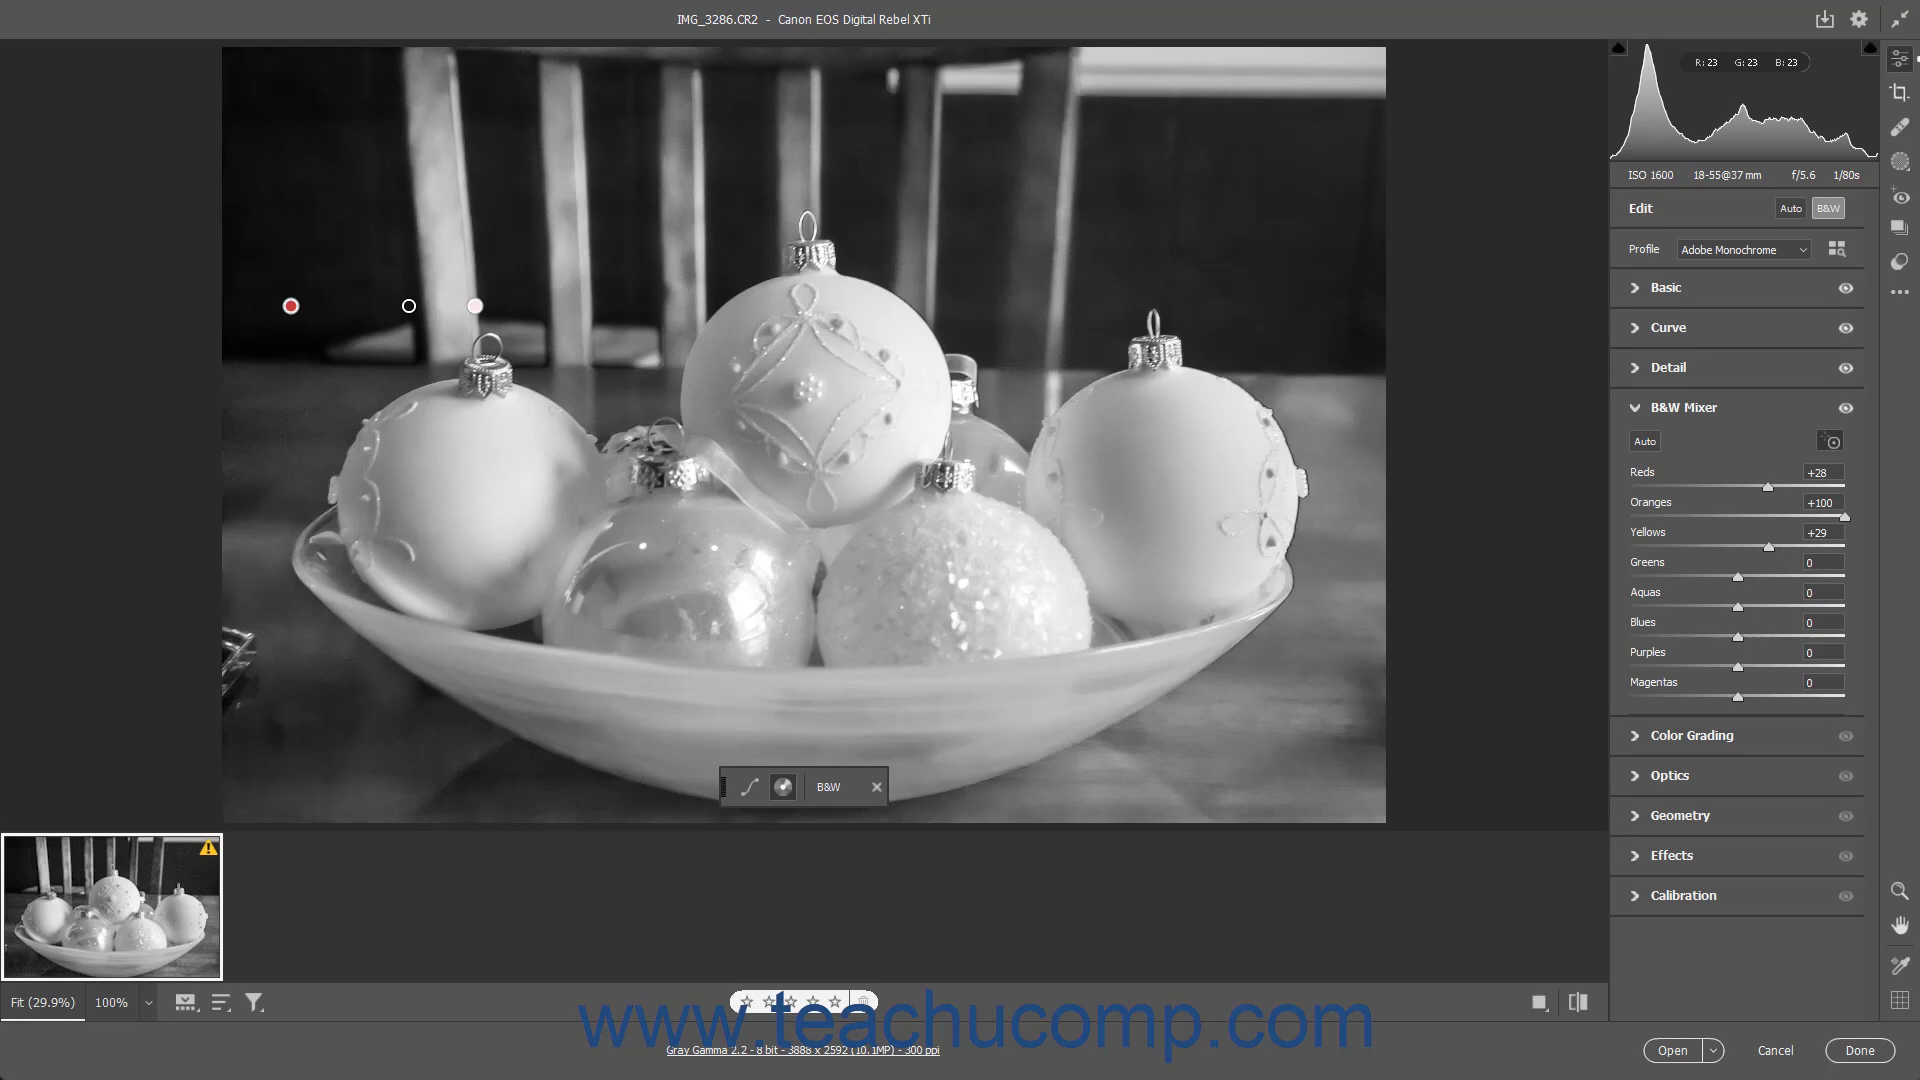 IMG_3286.CR2 - Canon EOS Digital Rebel XTi
R: 23 G: 23 B: 23
ISO 1600 18-55@37 mm f/5.6 1/80s
Edit Auto B&W
Profile Adobe Monochrome
Basic
Curve
Detail
B&W Mixer
Auto
Reds +28
Oranges +100
Yellows +29
Greens 0
Aquas 0
Blues 0
Purples 0
Magentas 0
Color Grading
Optics
Geometry
Effects
Calibration
B&W
Fit (29.9%) 100%
www.teachucomp.com
Gray Gamma 2.2 - 8 bit - 3888 x 2592 (10.1MP) - 300 ppi
Open Cancel Done